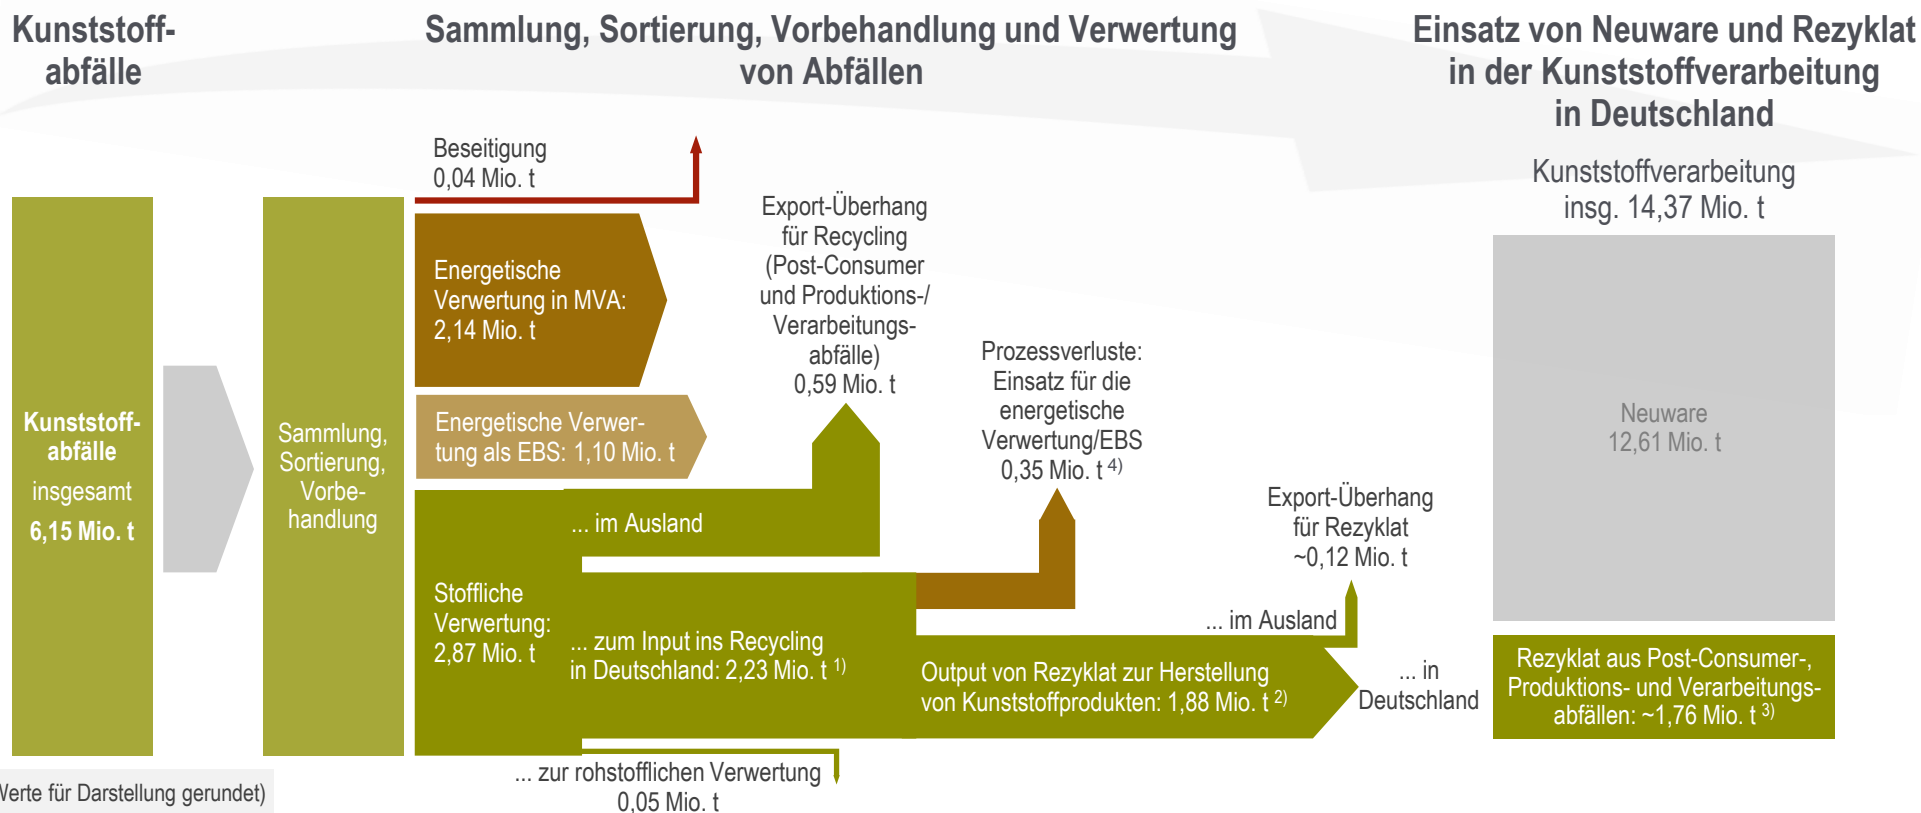 Kunststoff-
abfälle
Sammlung, Sortierung, Vorbehandlung und Verwertung
von Abfällen
Einsatz von Neuware und Rezyklat
in der Kunststoffverarbeitung
in Deutschland
Kunststoffverarbeitung
insg. 14,37 Mio. t
Beseitigung
0,04 Mio. t
Energetische
Verwertung in MVA:
2,14 Mio. t
Export-Überhang
für Recycling
(Post-Consumer
und Produktions-/
Verarbeitungs-
abfälle)
0,59 Mio. t
Prozessverluste:
Einsatz für die
energetische
Verwertung/EBS
0,35 Mio. t 4)
Kunststoff-
abfälle
insgesamt
6,15 Mio. t
Sammlung,
Sortierung,
Vorbe-
handlung
Energetische Verwer-
tung als EBS: 1,10 Mio. t
Neuware
12,61 Mio. t
... im Ausland
Export-Überhang
für Rezyklat
~0,12 Mio. t
Stoffliche
Verwertung:
2,87 Mio. t
... zum Input ins Recycling
in Deutschland: 2,23 Mio. t 1)
... im Ausland
Output von Rezyklat zur Herstellung
von Kunststoffprodukten: 1,88 Mio. t 2)
... in
Deutschland
Rezyklat aus Post-Consumer-,
Produktions- und Verarbeitungs-
abfällen: ~1,76 Mio. t 3)
... zur rohstofflichen Verwertung
0,05 Mio. t
Werte für Darstellung gerundet)